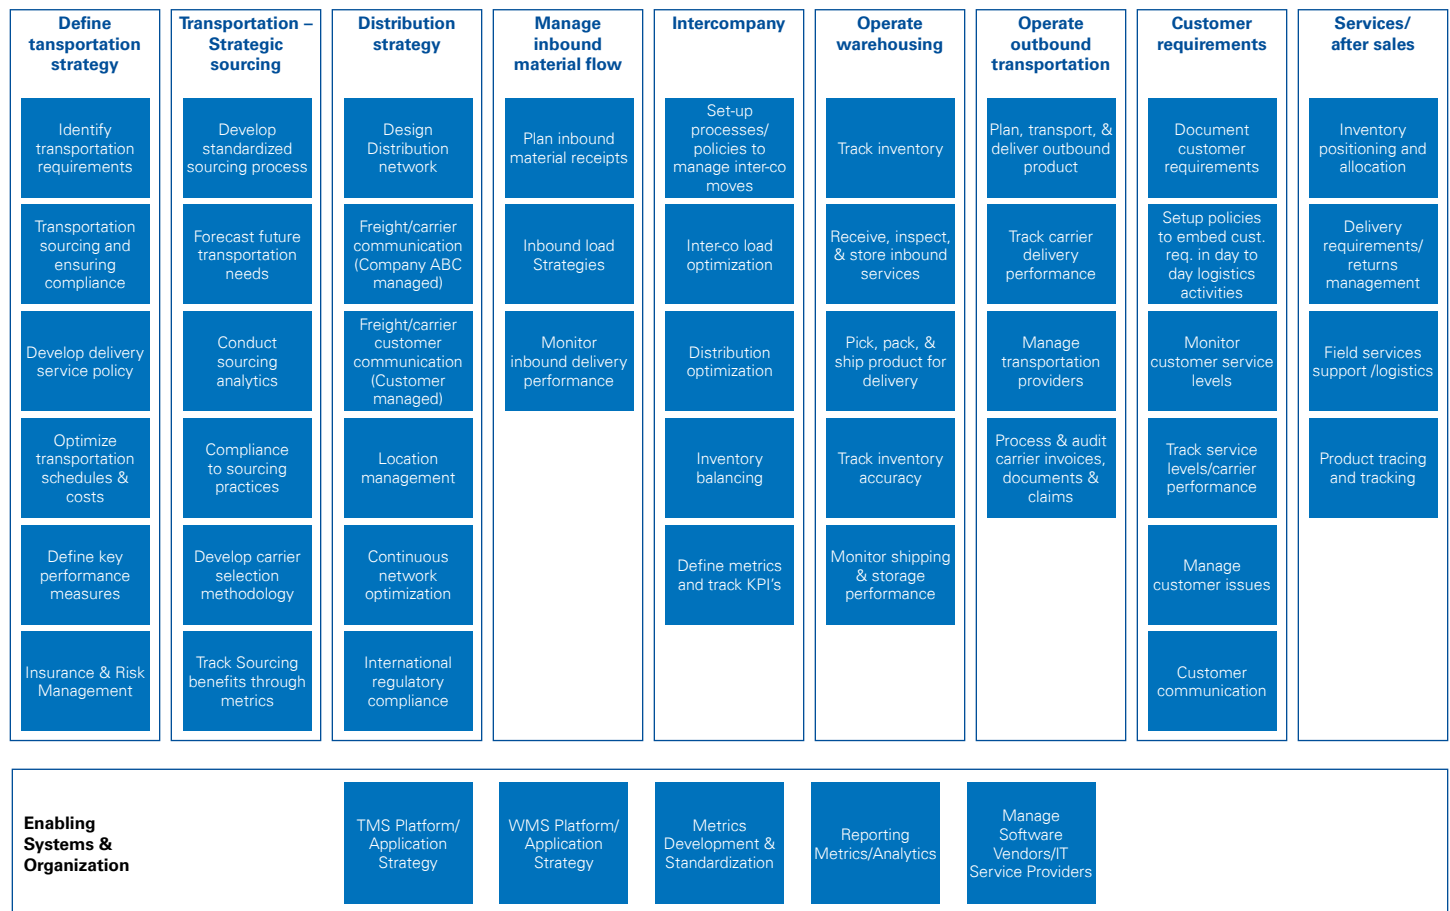 Define
tansportation
strategy
Identify
transportation
requirements
Transportation
sourcing and
ensuring
compliance
Develop delivery
service policy
Optimize
transportation
schedules &
costs
Define key
performance
measures
Insurance & Risk
Management
Transportation –
Strategic
sourcing
Develop
standardized
sourcing process
Forecast future
transportation
needs
Conduct
sourcing
analytics
Compliance
to sourcing
practices
Develop carrier
selection
methodology
Track Sourcing
benefits through
metrics
Distribution
strategy
Design
Distribution
network
Freight/carrier
communication
(Company ABC
managed)
Freight/carrier
customer
communication
(Customer
managed)
Location
management
Continuous
network
optimization
International
regulatory
compliance
Manage
inbound
material flow
Plan inbound
material receipts
Inbound load
Strategies
Monitor
inbound delivery
performance
Intercompany
Set-up
processes/
policies to
manage inter-co
moves
Inter-co load
optimization
Distribution
optimization
Inventory
balancing
Define metrics
and track KPI's
Operate
warehousing
Track inventory
Receive, inspect,
& store inbound
services
Pick, pack, &
ship product for
delivery
Track inventory
accuracy
Monitor shipping
& storage
performance
Operate
outbound
transportation
Plan, transport, &
deliver outbound
product
Track carrier
delivery
performance
Manage
transportation
providers
Process & audit
carrier invoices,
documents &
claims
Customer
requirements
Document
customer
requirements
Setup policies
to embed cust.
req. in day to
day logistics
activities
Monitor
customer service
levels
Track service
levels/carrier
performance
Manage
customer issues
Customer
communication
Services/
after sales
Inventory
positioning and
allocation
Delivery
requirements/
returns
management
Field services
support /logistics
Product tracing
and tracking
Enabling
Systems &
Organization
TMS Platform/
Application
Strategy
WMS Platform/
Application
Strategy
Metrics
Development &
Standardization
Reporting
Metrics/Analytics
Manage
Software
Vendors/IT
Service Providers